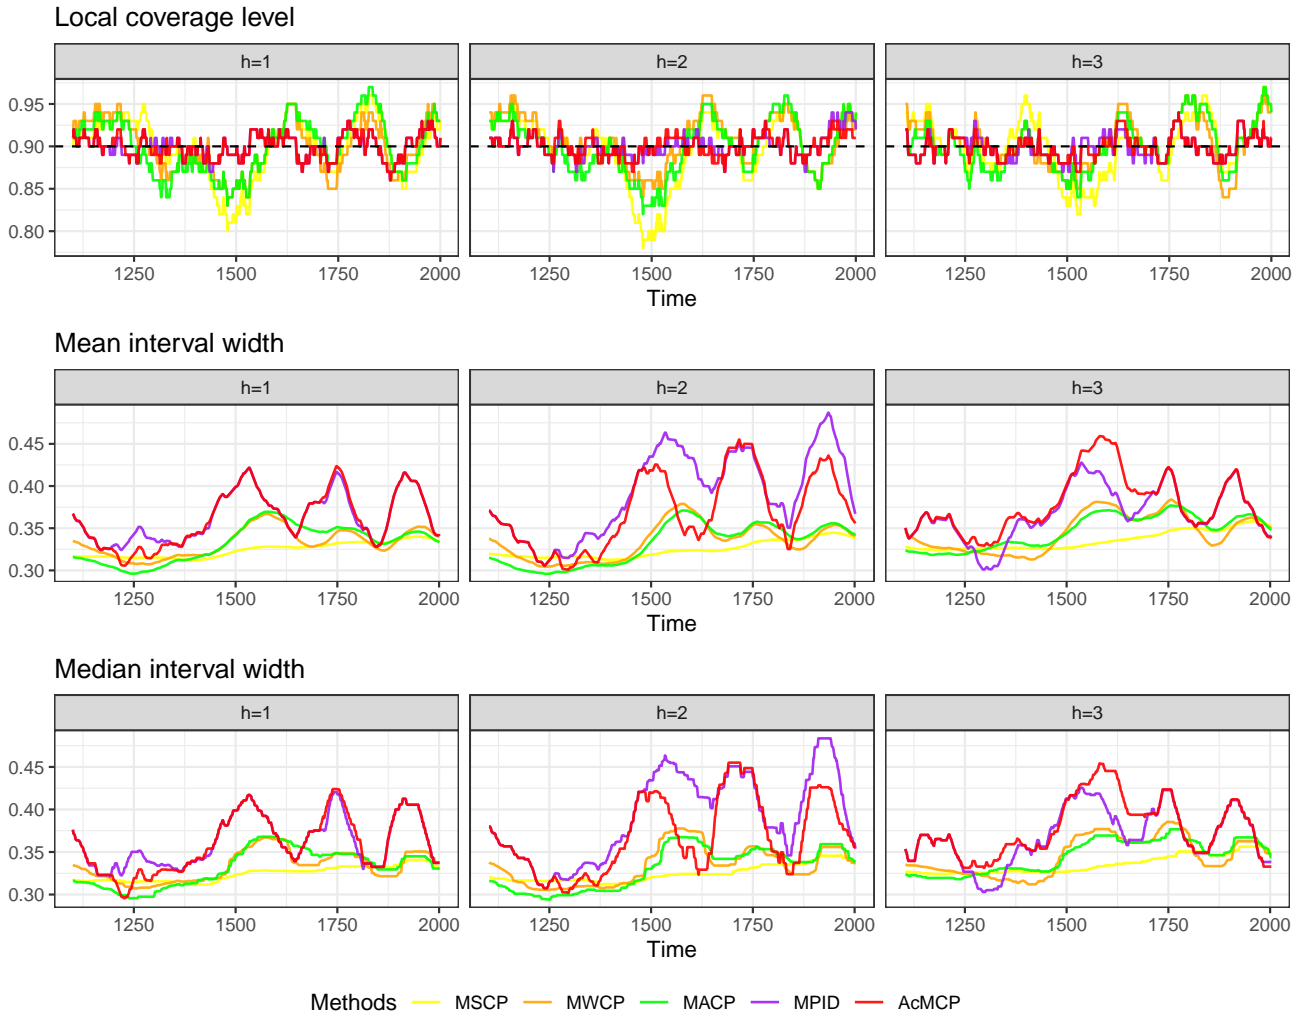 Local coverage level
h=1 h=2 h=3
0.95
0.90
0.85
0.80
1250 1500 1750 2000 1250 1500 1750 2000 1250 1500 1750 2000
Time
Mean interval width
h=1 h=2 h=3
0.45
0.40
0.35
0.30
1250 1500 1750 2000 1250 1500 1750 2000 1250 1500 1750 2000
Time
Median interval width
h=1 h=2 h=3
0.45
0.40
0.35
0.30
1250 1500 1750 2000 1250 1500 1750 2000 1250 1500 1750 2000
Time
Methods MSCP MWCP MACP MPID AcMCP